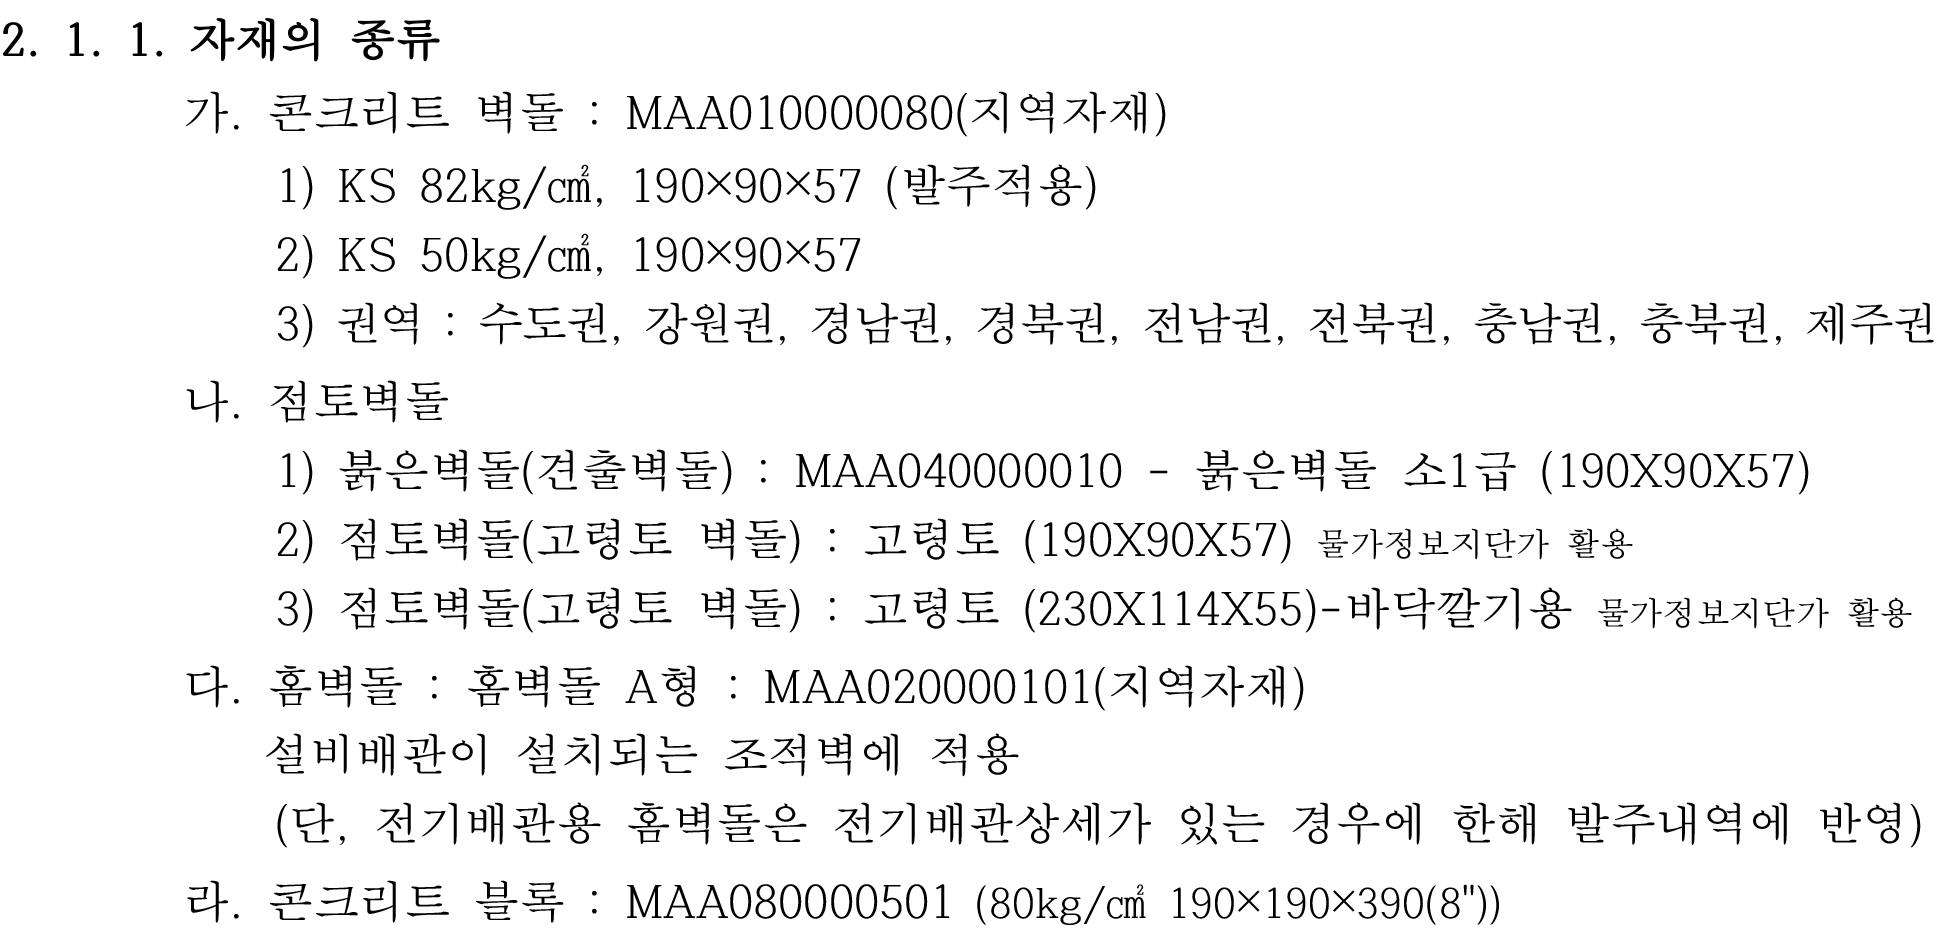 2. 1. 1. 자재의 종류
가. 콘크리트 벽돌 : MAA010000080(지역자재)
1) KS 82kg/㎠, 190×90×57 (발주적용)
2) KS 50kg/㎠, 190×90×57
3) 권역 : 수도권, 강원권, 경남권, 경북권, 전남권, 전북권, 충남권, 충북권, 제주권
나. 점토벽돌
1) 붉은벽돌(견출벽돌) : MAA040000010 - 붉은벽돌 소1급 (190X90X57)
2) 점토벽돌(고령토 벽돌) : 고령토 (190X90X57) 물가정보지단가 활용
3) 점토벽돌(고령토 벽돌) : 고령토 (230X114X55)-바닥깔기용 물가정보지단가 활용
다. 홈벽돌 : 홈벽돌 A형 : MAA020000101(지역자재)
설비배관이 설치되는 조적벽에 적용
(단, 전기배관용 홈벽돌은 전기배관상세가 있는 경우에 한해 발주내역에 반영)
라. 콘크리트 블록 : MAA080000501 (80kg/㎠ 190×190×390(8"))